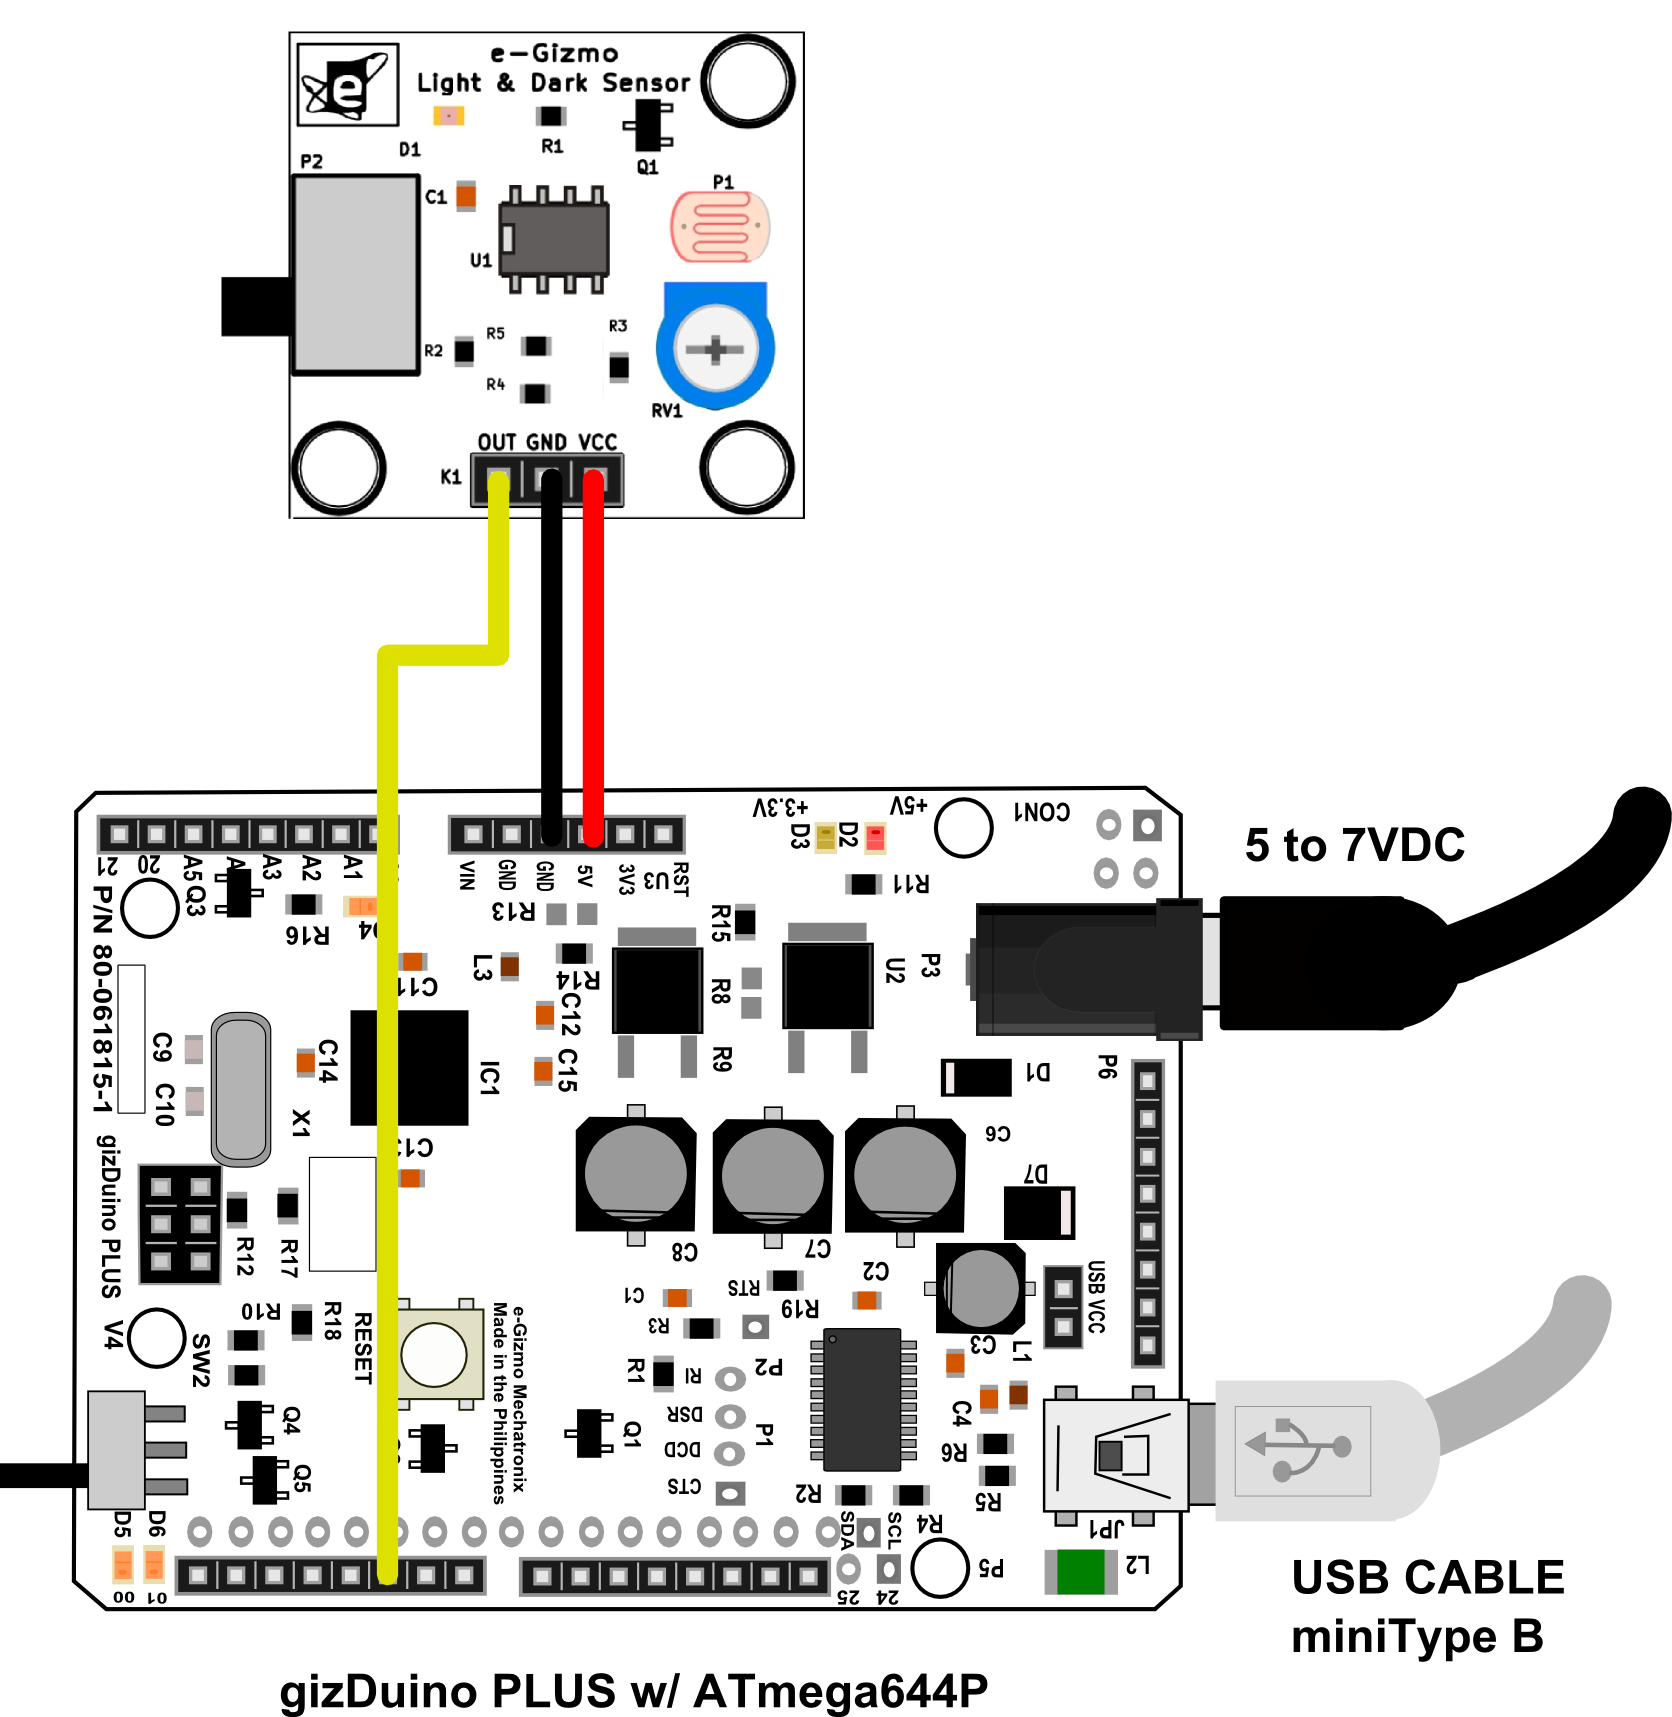 e
e-Gizmo
Light & Dark Sensor
D1
R1
Q1
P2
C1
P1
U1
R5
R3
R2
R4
RV1
OUT GND VCC
K1
+3.3V
+5V
CON1
D3
D2
5 to 7VDC
21
20
A5
A3
A2
A1
VIN
GND
GND
5V
3V3
U3
RST
R11
Q3
R16
R13
R15
P/N 80-061815-1
L3
R14
U2
P3
C11
R8
C12
C9
C14
IC1
C15
R9
D1
P6
C10
X1
C6
gizDuino PLUS
D7
R12
R17
C8
C7
C2
USB VCC
R10
R18
C1
RTS
R19
V4
SW2
RESET
e-Gizmo Mechatronix
Made in the Philippines
R3
C3
L1
R1
RI
P2
Q4
Q1
DSR
P1
C4
DCD
R6
Q5
CTS
R2
R5
D5
D6
SDA
SCL
R4
JP1
00
01
25
24
P5
L2
USB CABLE
miniType B
gizDuino PLUS w/ ATmega644P